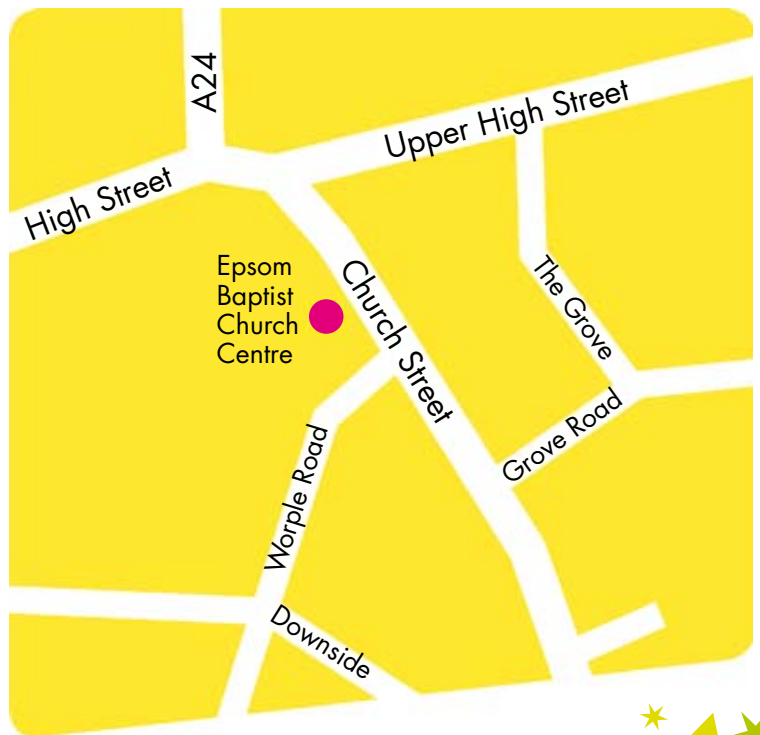 A24
Upper High Street
High Street
Epsom
Baptist
Church
Centre
Church Street
The Grove
Grove Road
Worple Road
Downside